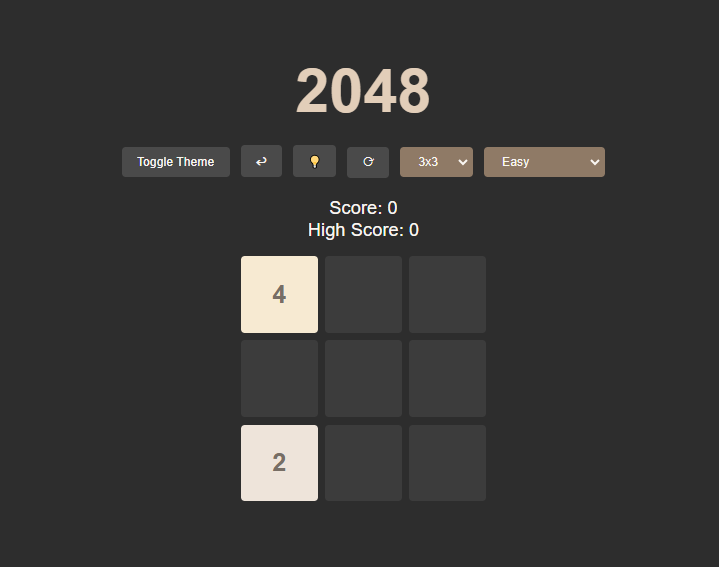 2048
Toggle Theme 3x3 Easy
Score: 0
High Score: 0
4
2